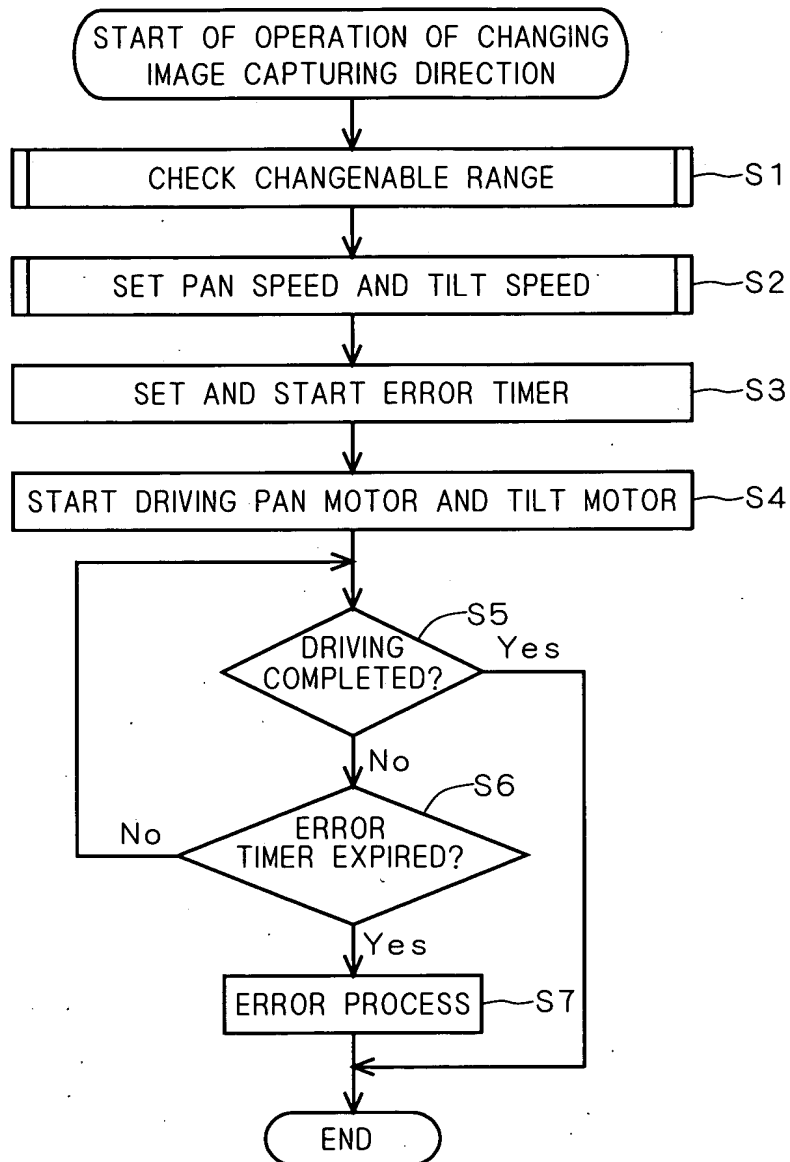 START OF OPERATION OF CHANGING
IMAGE CAPTURING DIRECTION
CHECK CHANGENABLE RANGE
S1
SET PAN SPEED AND TILT SPEED
S2
SET AND START ERROR TIMER
S3
START DRIVING PAN MOTOR AND TILT MOTOR
S4
S5
DRIVING
COMPLETED?
Yes
No
S6
ERROR
TIMER EXPIRED?
No
Yes
ERROR PROCESS
S7
END